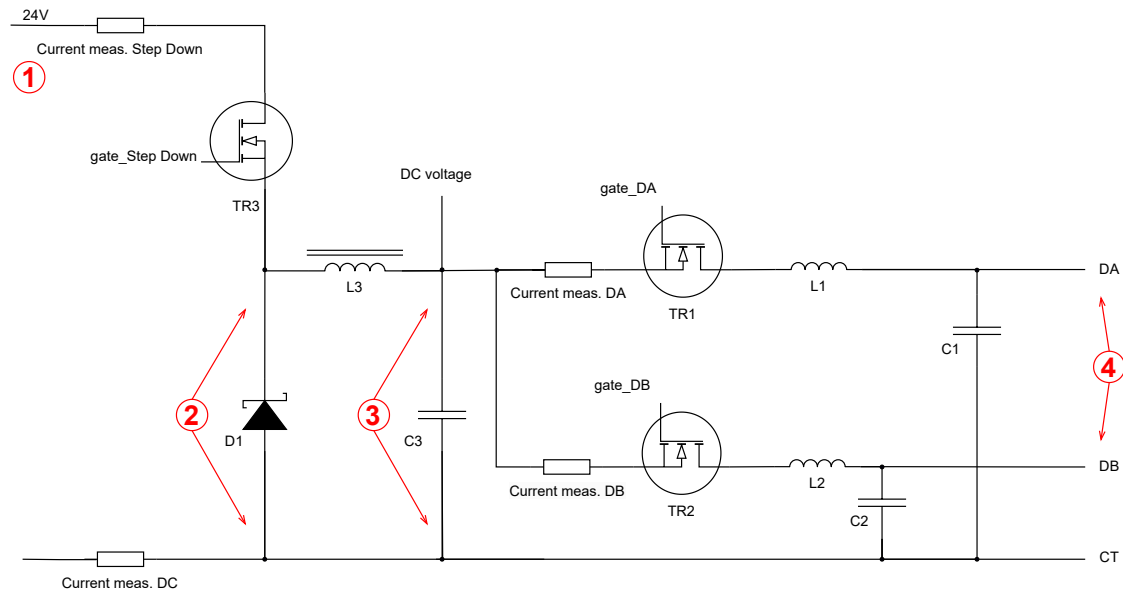 24V
Current meas. Step Down
1
gate_Step Down
TR3
DC voltage
gate_DA
L3
Current meas. DA
TR1
L1
DA
C1
4
gate_DB
2
D1
3
C3
Current meas. DB
TR2
L2
DB
C2
CT
Current meas. DC